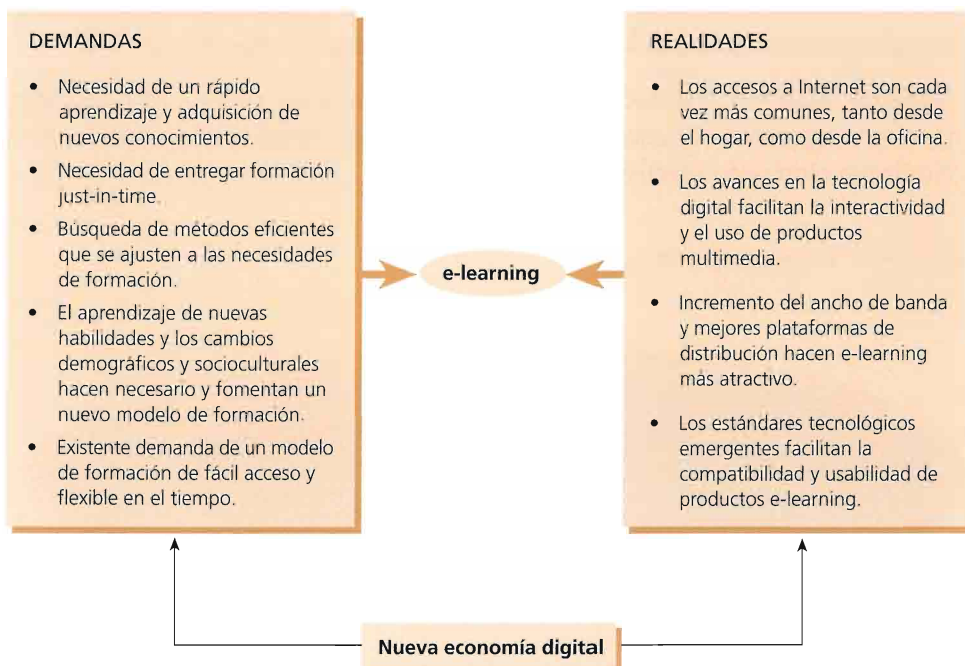 DEMANDAS
• Necesidad de un rápido
aprendizaje y adquisición de
nuevos conocimientos.
• Necesidad de entregar formación
just-in-time.
• Búsqueda de métodos eficientes
que se ajusten a las necesidades
de formación.
• El aprendizaje de nuevas
habilidades y los cambios
demográficos y socioculturales
hacen necesario y fomentan un
nuevo modelo de formación.
• Existente demanda de un modelo
de formación de fácil acceso y
flexible en el tiempo.
e-learning
REALIDADES
• Los accesos a Internet son cada
vez más comunes, tanto desde
el hogar, como desde la oficina.
• Los avances en la tecnología
digital facilitan la interactividad
y el uso de productos
multimedia.
• Incremento del ancho de banda
y mejores plataformas de
distribución hacen e-learning
más atractivo.
• Los estándares tecnológicos
emergentes facilitan la
compatibilidad y usabilidad de
productos e-learning.
Nueva economía digital